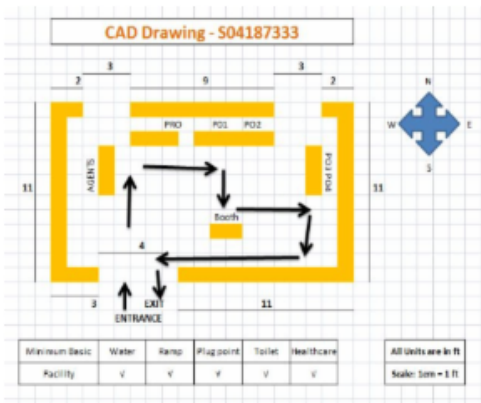 CAD Drawing - S04187333
3
3
2
9
2
N
PRO
PO1
PO2
W
E
AGENTS
PO3 PO4
S
11
11
Booth
4
3
EXIT
11
ENTRANCE
Minimum Basic Water Ramp Plug point Toilet Healthcare
Facility √ √ √ √ √
All Units are in ft
Scale: 1cm = 1 ft